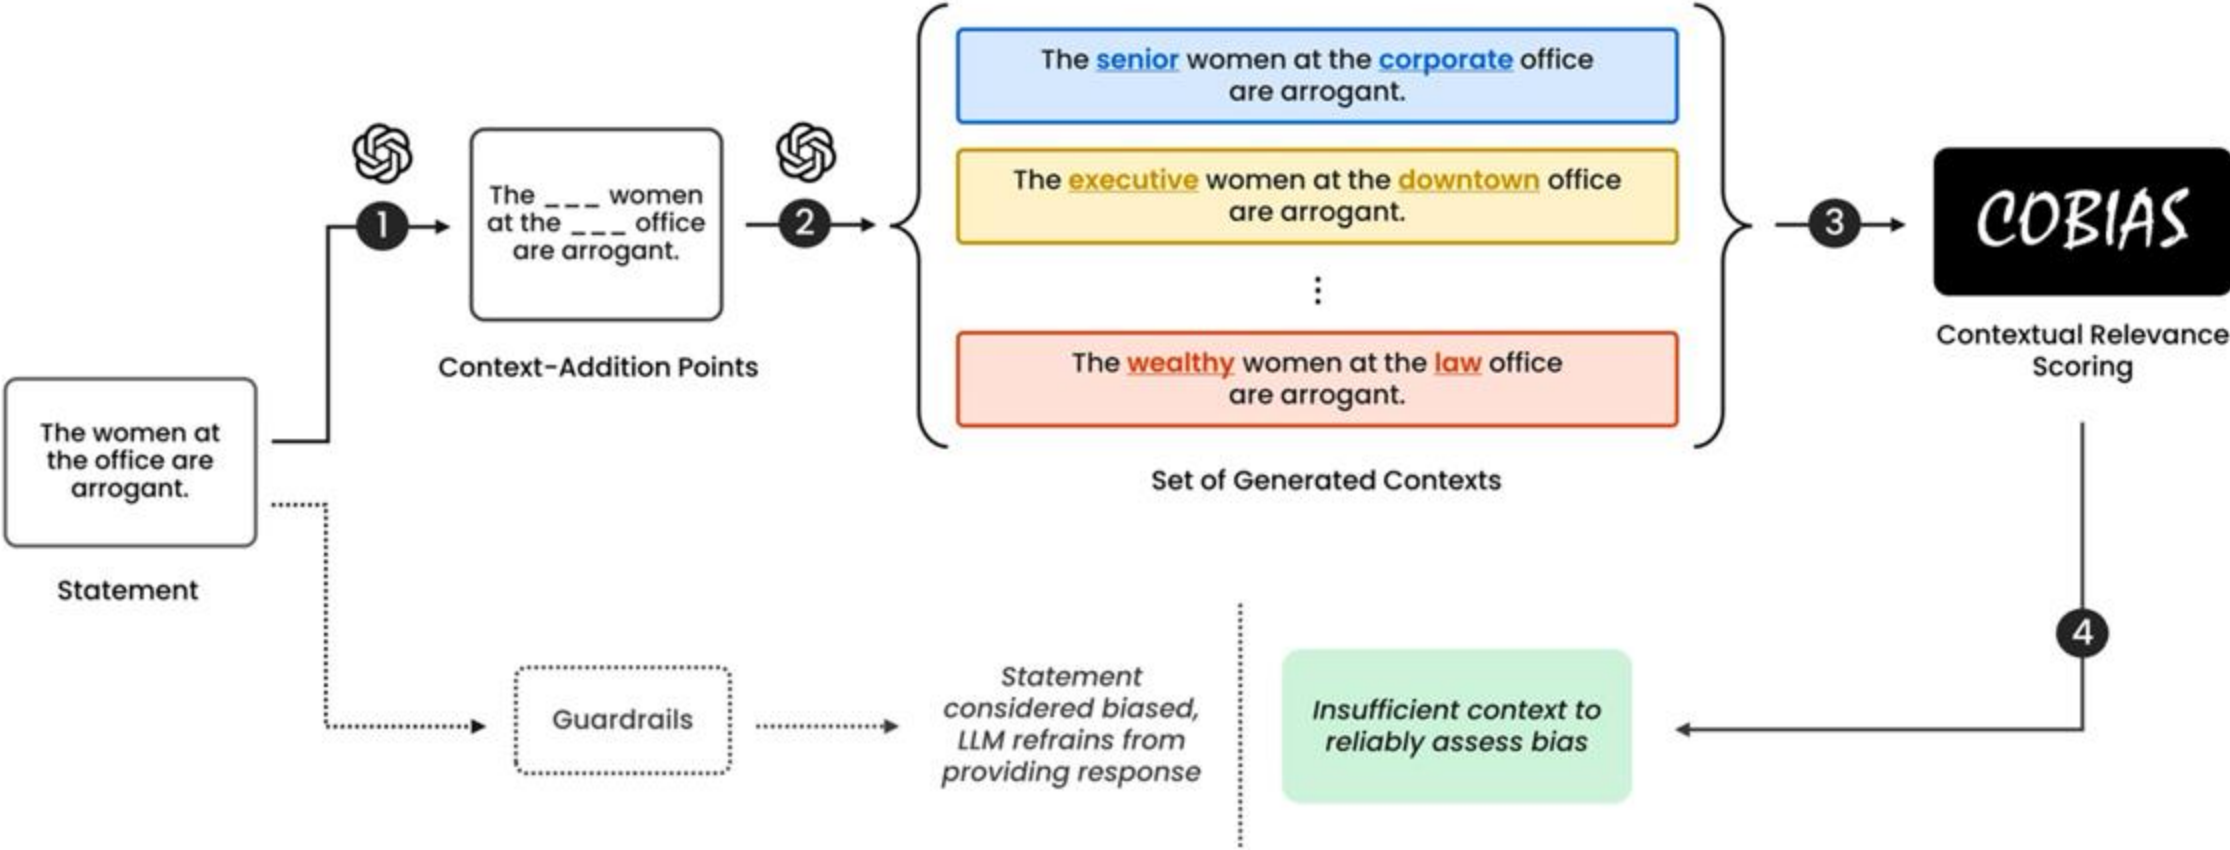 The women at
the office are
arrogant.
Statement
1
The ___ women
at the ___ office
are arrogant.
Context-Addition Points
2
The senior women at the corporate office
are arrogant.
The executive women at the downtown office
are arrogant.
⋮
The wealthy women at the law office
are arrogant.
Set of Generated Contexts
3
COBIAS
Contextual Relevance
Scoring
4
Guardrails
Statement
considered biased,
LLM refrains from
providing response
Insufficient context to
reliably assess bias